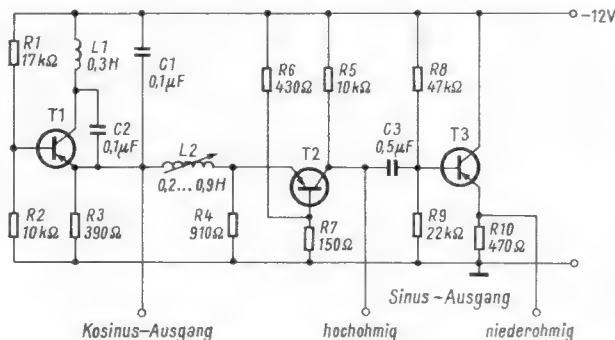 −12V
R1
17kΩ
L1
0,3H
C1
0,1µF
R6
430Ω
R5
10kΩ
R8
47kΩ
T1
C2
0,1µF
L2
0,2...0,9H
T2
C3
0,5µF
T3
R2
10kΩ
R3
390Ω
R4
910Ω
R7
150Ω
R9
22kΩ
R10
470Ω
Sinus-Ausgang
Kosinus-Ausgang
hochohmig
niederohmig